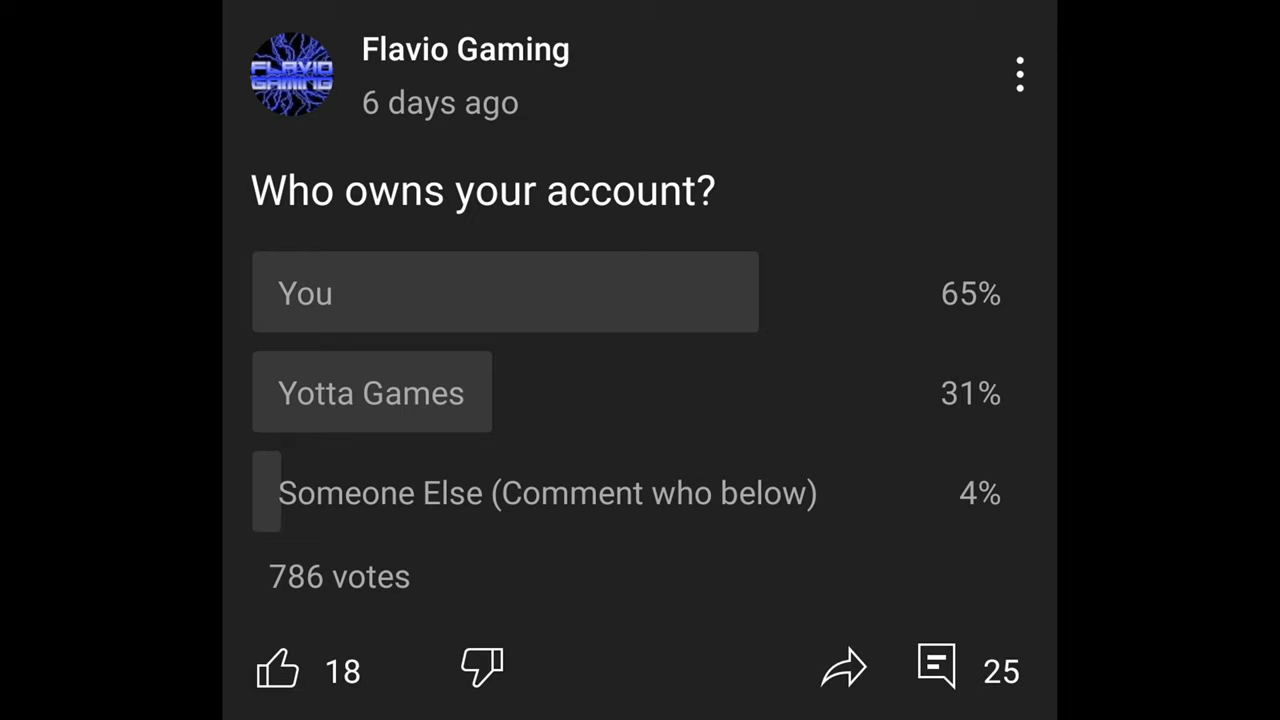 FLAVIO
GAMING
Flavio Gaming
6 days ago
Who owns your account?
You 65%
Yotta Games 31%
Someone Else (Comment who below) 4%
786 votes
18 25